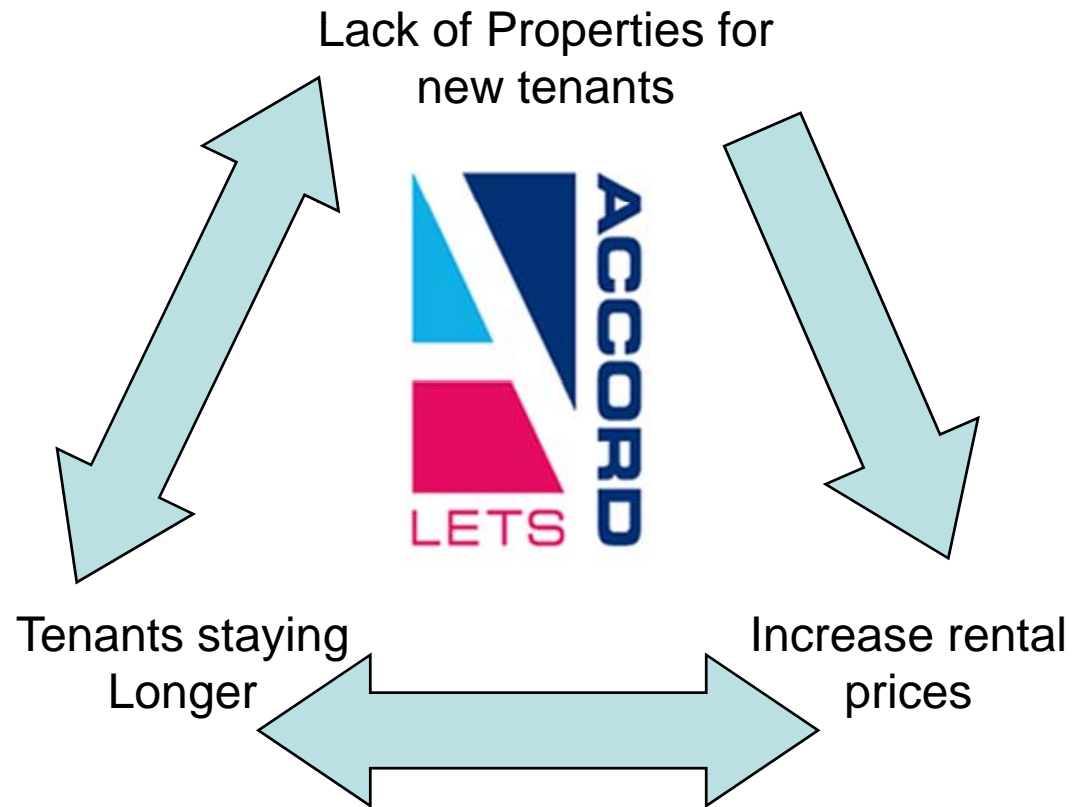 Lack of Properties for
new tenants
ACCORD
LETS
Tenants staying
Longer
Increase rental
prices